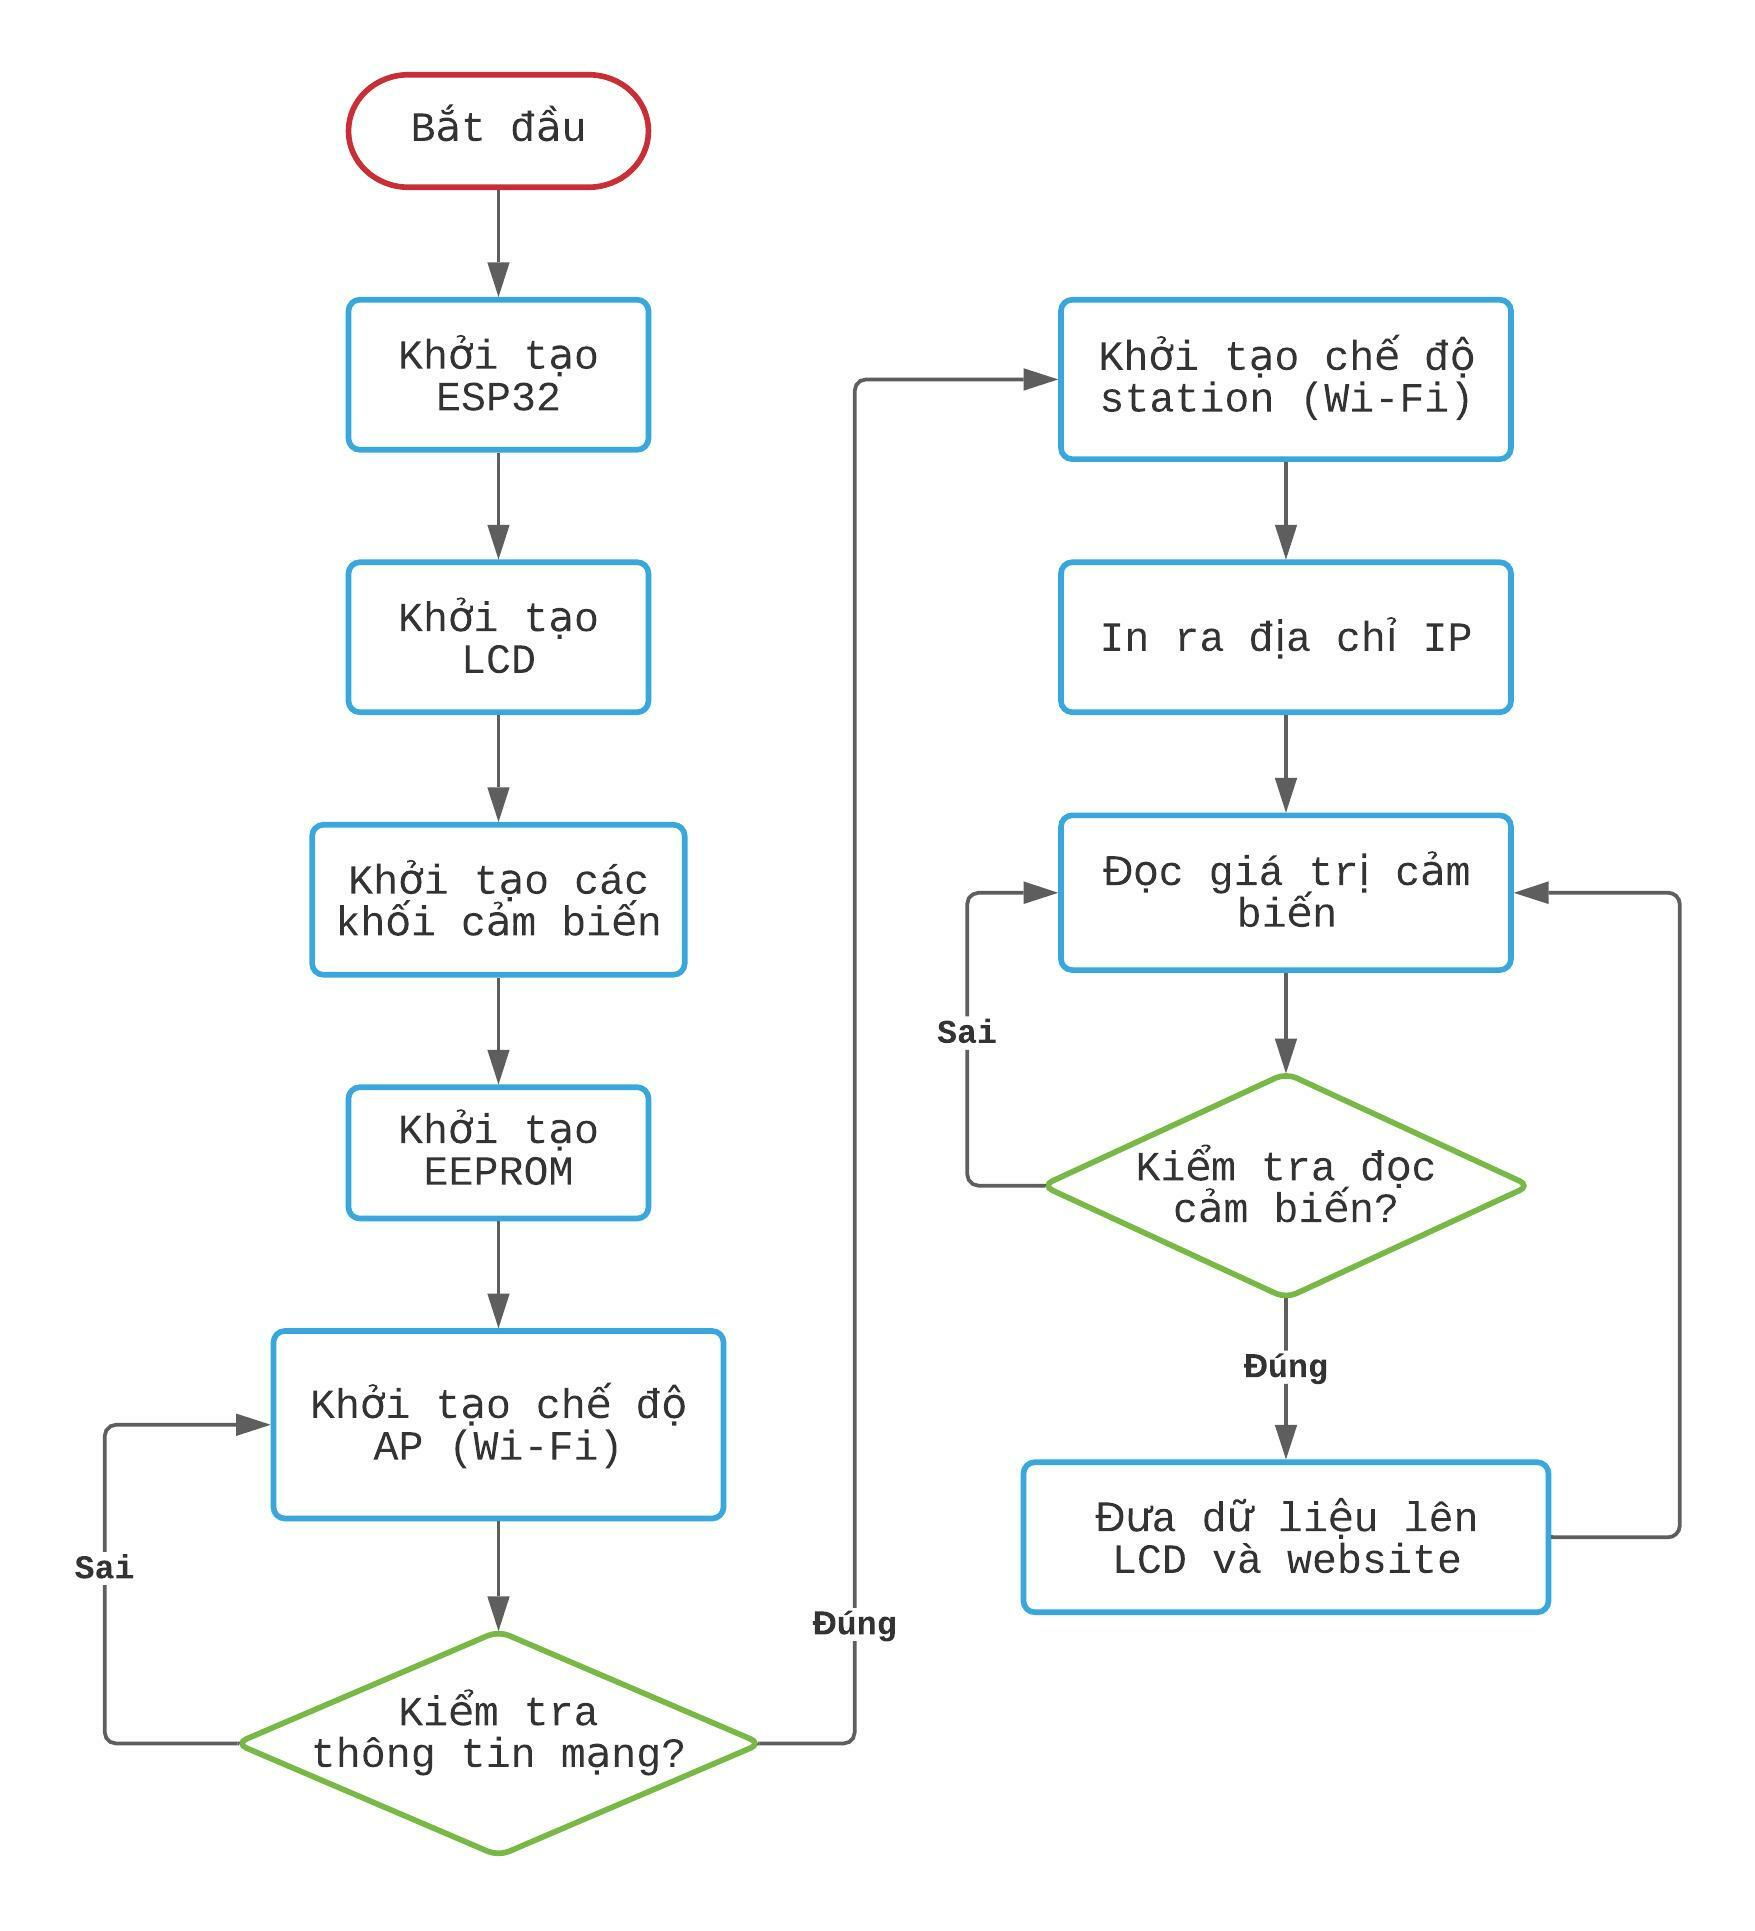 Bắt đầu
Khởi tạo
ESP32
Khởi tạo
LCD
Khởi tạo các
khối cảm biến
Khởi tạo
EEPROM
Khởi tạo chế độ
AP (Wi-Fi)
Sai
Kiểm tra
thông tin mạng?
Đúng
Khởi tạo chế độ
station (Wi-Fi)
In ra địa chỉ IP
Đọc giá trị cảm
biến
Sai
Kiểm tra đọc
cảm biến?
Đúng
Đưa dữ liệu lên
LCD và website